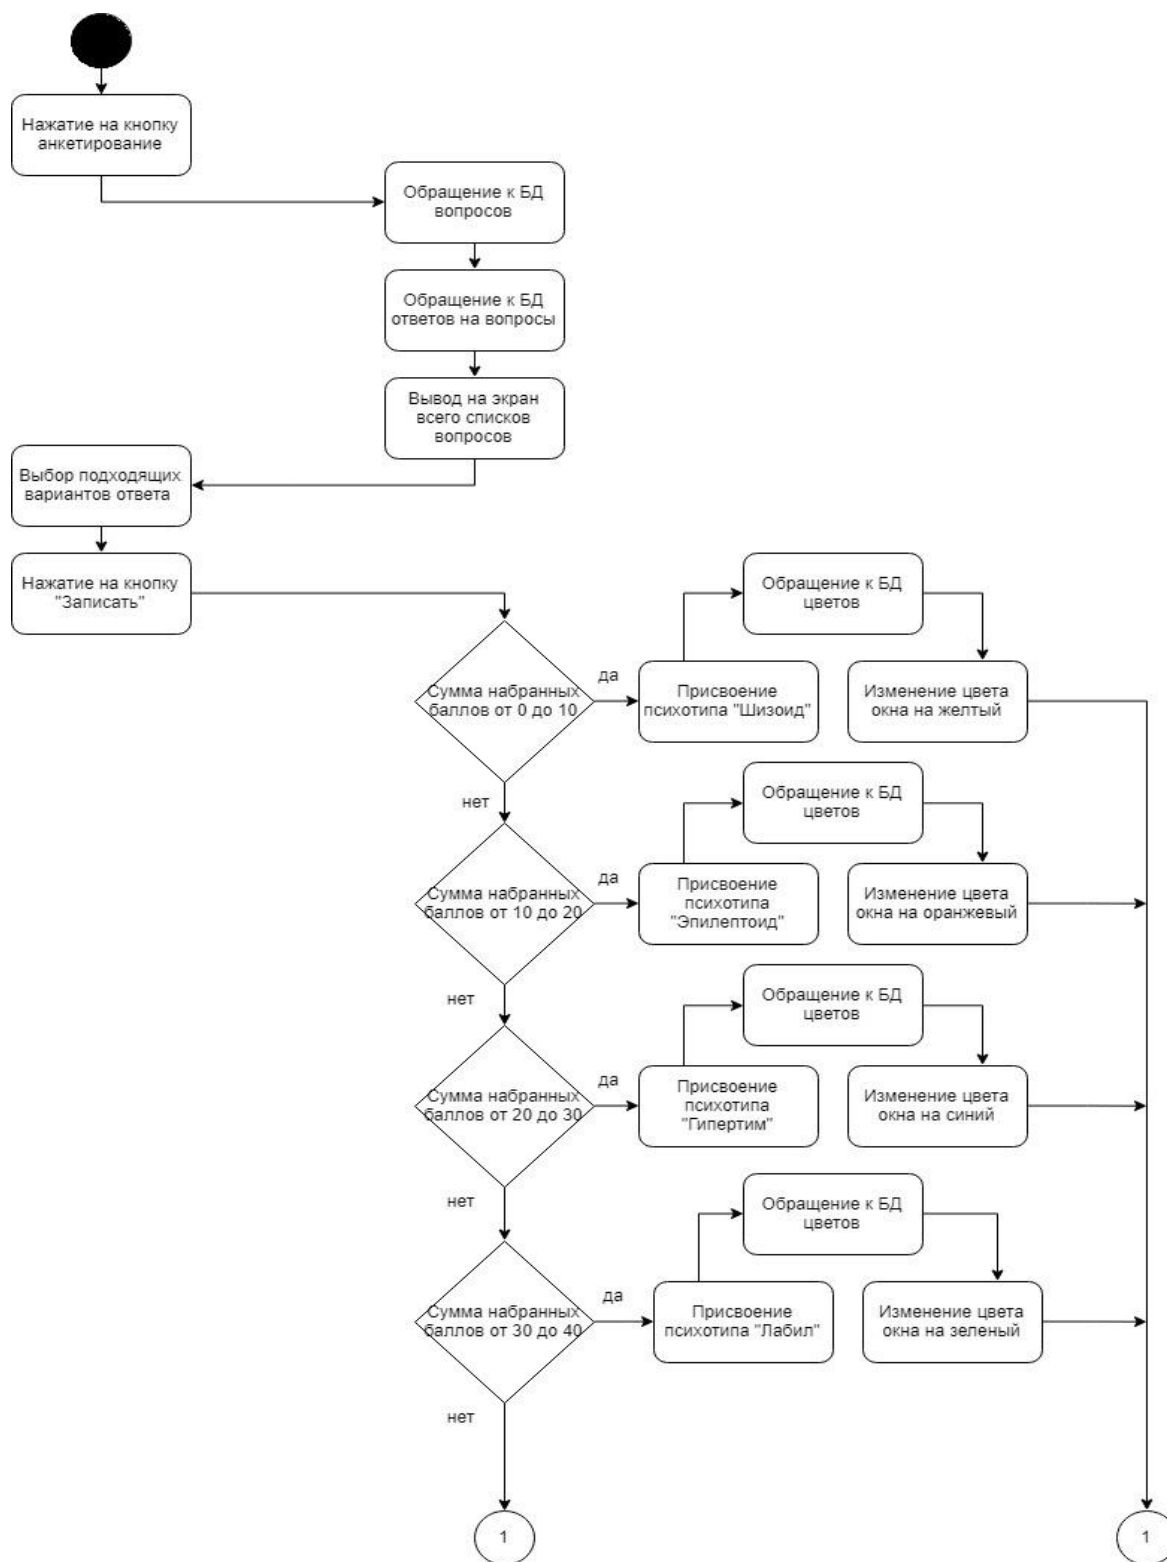 Нажатие на кнопку
анкетирование
Обращение к БД
вопросов
Обращение к БД
ответов на вопросы
Вывод на экран
всего списков
вопросов
Выбор подходящих
вариантов ответа
Нажатие на кнопку
"Записать"
Сумма набранных
баллов от 0 до 10
да
Присвоение
психотипа "Шизоид"
Обращение к БД
цветов
Изменение цвета
окна на желтый
нет
Сумма набранных
баллов от 10 до 20
да
Присвоение
психотипа
"Эпилептоид"
Обращение к БД
цветов
Изменение цвета
окна на оранжевый
нет
Сумма набранных
баллов от 20 до 30
да
Присвоение
психотипа
"Гипертим"
Обращение к БД
цветов
Изменение цвета
окна на синий
нет
Сумма набранных
баллов от 30 до 40
да
Присвоение
психотипа "Лабил"
Обращение к БД
цветов
Изменение цвета
окна на зеленый
нет
1
1